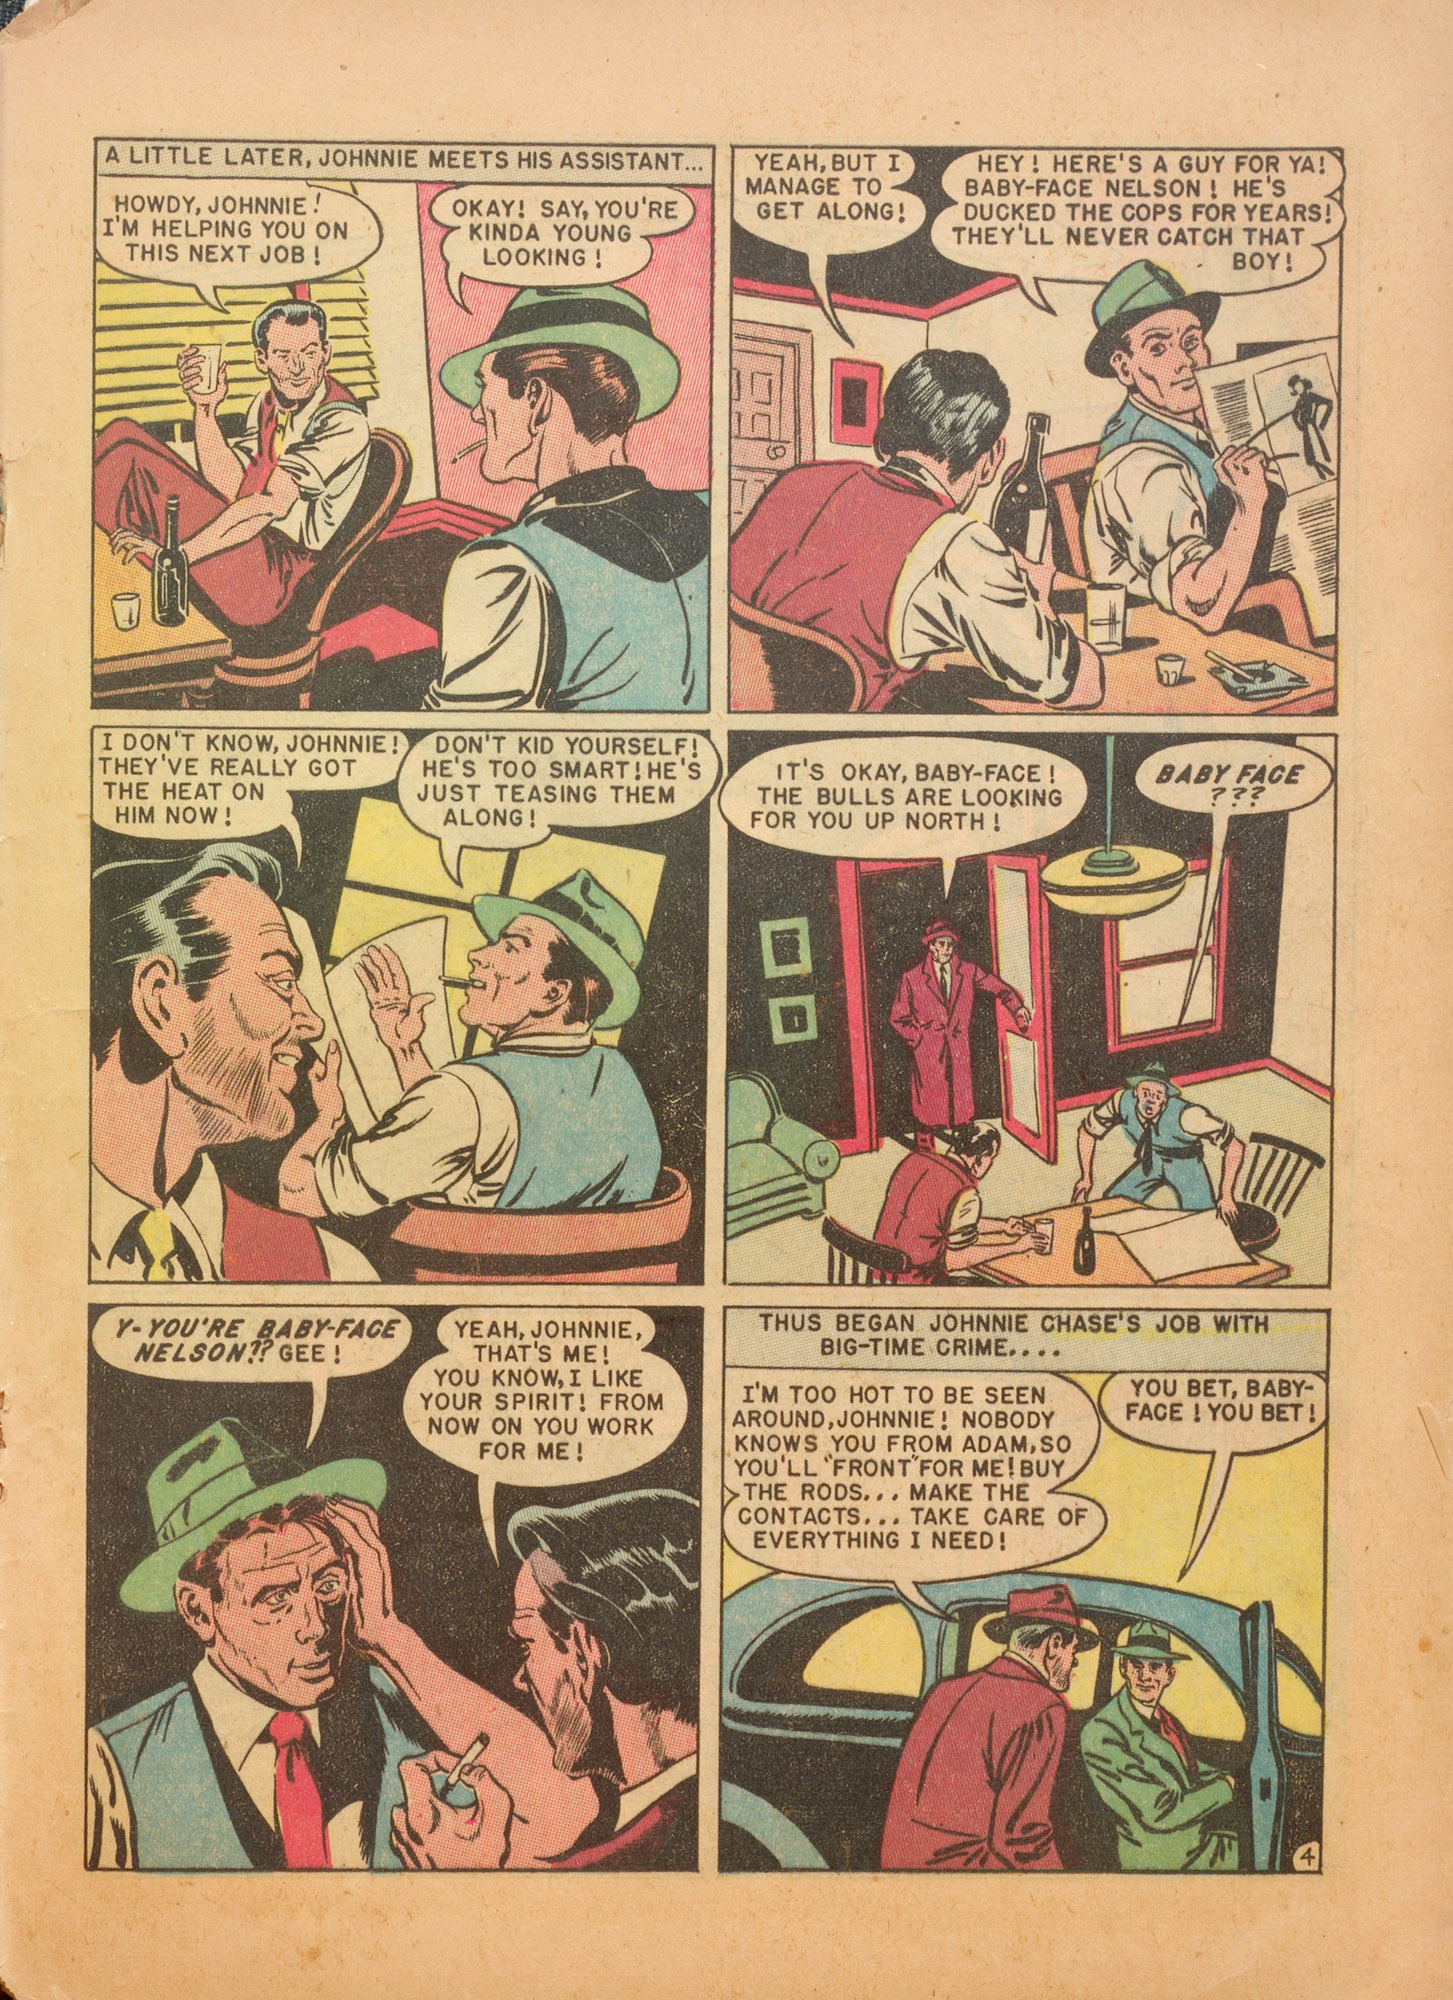 A LITTLE LATER, JOHNNIE MEETS HIS ASSISTANT...
HOWDY, JOHNNIE!
I'M HELPING YOU ON
THIS NEXT JOB!
OKAY! SAY, YOU'RE
KINDA YOUNG
LOOKING!
YEAH, BUT I
MANAGE TO
GET ALONG!
HEY! HERE'S A GUY FOR YA!
BABY-FACE NELSON! HE'S
DUCKED THE COPS FOR YEARS!
THEY'LL NEVER CATCH THAT
BOY!
I DON'T KNOW, JOHNNIE!
THEY'VE REALLY GOT
THE HEAT ON
HIM NOW!
DON'T KID YOURSELF!
HE'S TOO SMART! HE'S
JUST TEASING THEM
ALONG!
IT'S OKAY, BABY-FACE!
THE BULLS ARE LOOKING
FOR YOU UP NORTH!
BABY FACE
???
Y-YOU'RE BABY-FACE
NELSON?? GEE!
YEAH, JOHNNIE,
THAT'S ME!
YOU KNOW, I LIKE
YOUR SPIRIT! FROM
NOW ON YOU WORK
FOR ME!
THUS BEGAN JOHNNIE CHASE'S JOB WITH
BIG-TIME CRIME....
I'M TOO HOT TO BE SEEN
AROUND, JOHNNIE! NOBODY
KNOWS YOU FROM ADAM, SO
YOU'LL "FRONT" FOR ME! BUY
THE RODS... MAKE THE
CONTACTS... TAKE CARE OF
EVERYTHING I NEED!
YOU BET, BABY-
FACE! YOU BET!
4